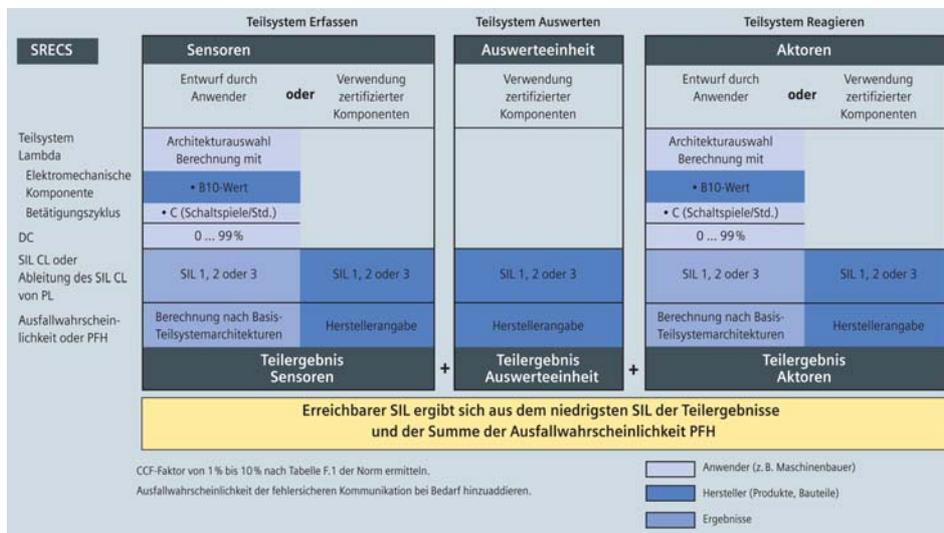 Teilsystem Erfassen
Teilsystem Auswerten
Teilsystem Reagieren
SRECS
Sensoren
Auswerteeinheit
Aktoren
Entwurf durch
Anwender
oder
Verwendung
zertifizierter
Komponenten
Verwendung
zertifizierter
Komponenten
Entwurf durch
Anwender
oder
Verwendung
zertifizierter
Komponenten
Teilsystem
Lambda
Architekturauswahl
Berechnung mit
Architekturauswahl
Berechnung mit
Elektromechanische
Komponente
• B10-Wert
• B10-Wert
Betätigungszyklus
• C (Schaltspiele/Std.)
• C (Schaltspiele/Std.)
DC
0 ... 99 %
0 ... 99 %
SIL CL oder
Ableitung des SIL CL
von PL
SIL 1, 2 oder 3
SIL 1, 2 oder 3
SIL 1, 2 oder 3
SIL 1, 2 oder 3
SIL 1, 2 oder 3
Ausfallwahrschein-
lichkeit oder PFH
Berechnung nach Basis-
Teilsystemarchitekturen
Herstellerangabe
Herstellerangabe
Berechnung nach Basis-
Teilsystemarchitekturen
Herstellerangabe
Teilergebnis
Sensoren
+
Teilergebnis
Auswerteeinheit
+
Teilergebnis
Aktoren
Erreichbarer SIL ergibt sich aus dem niedrigsten SIL der Teilergebnisse
und der Summe der Ausfallwahrscheinlichkeit PFH
CCF-Faktor von 1 % bis 10 % nach Tabelle F.1 der Norm ermitteln.
Ausfallwahrscheinlichkeit der fehlersicheren Kommunikation bei Bedarf hinzuaddieren.
Anwender (z. B. Maschinenbauer)
Hersteller (Produkte, Bauteile)
Ergebnisse